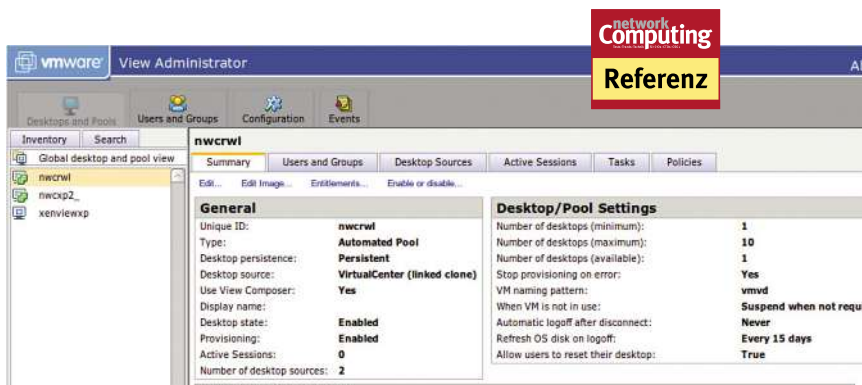 network
Computing
Referenz
vmware View Administrator
Desktops and Pools
Users and Groups
Configuration
Events
Inventory
Search
Global desktop and pool view
nwcrwl
nwcxp2_
xenviewxp
nwcrwl
Summary
Users and Groups
Desktop Sources
Active Sessions
Tasks
Policies
Edit...
Edit Image...
Entitlements...
Enable or disable...
General
Unique ID: nwcrwl
Type: Automated Pool
Desktop persistence: Persistent
Desktop source: VirtualCenter (linked clone)
Use View Composer: Yes
Display name:
Desktop state: Enabled
Provisioning: Enabled
Active Sessions: 0
Number of desktop sources: 2
Desktop/Pool Settings
Number of desktops (minimum): 1
Number of desktops (maximum): 10
Number of desktops (available): 1
Stop provisioning on error: Yes
VM naming pattern: vmvd
When VM is not in use: Suspend when not requ
Automatic logoff after disconnect: Never
Refresh OS disk on logoff: Every 15 days
Allow users to reset their desktop: True